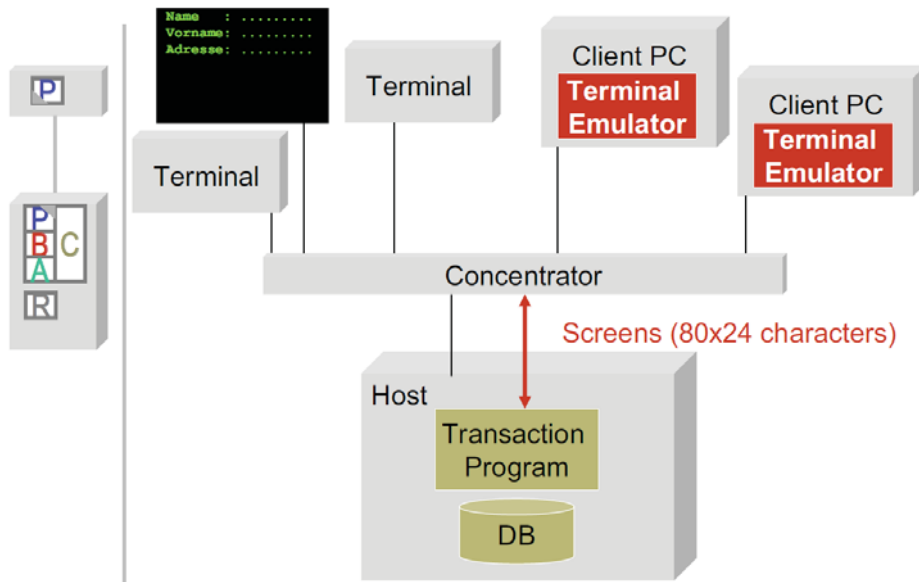 P
P
B
A
C
R
Name   : .........
Vorname: .........
Adresse: .........
Terminal
Terminal
Client PC
Terminal
Emulator
Client PC
Terminal
Emulator
Concentrator
Screens (80x24 characters)
Host
Transaction
Program
DB